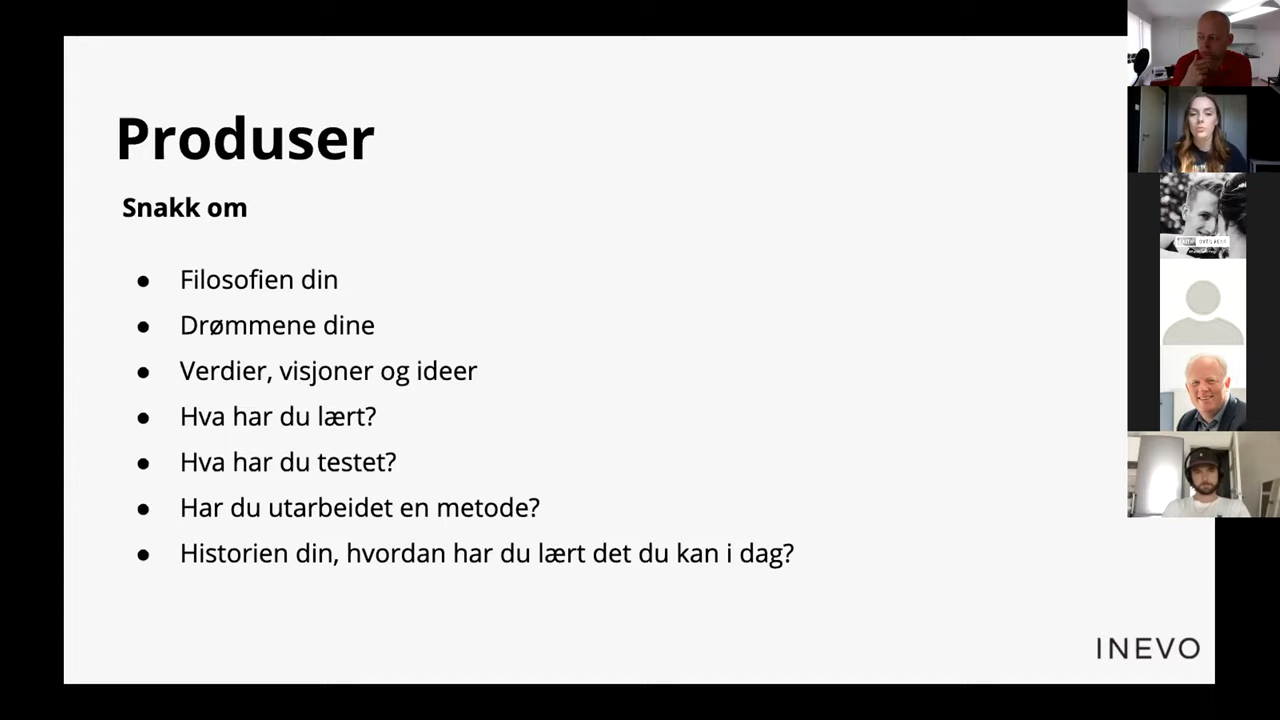 Produser
Snakk om
● Filosofien din
● Drømmene dine
● Verdier, visjoner og ideer
● Hva har du lært?
● Hva har du testet?
● Har du utarbeidet en metode?
● Historien din, hvordan har du lært det du kan i dag?
INEVO